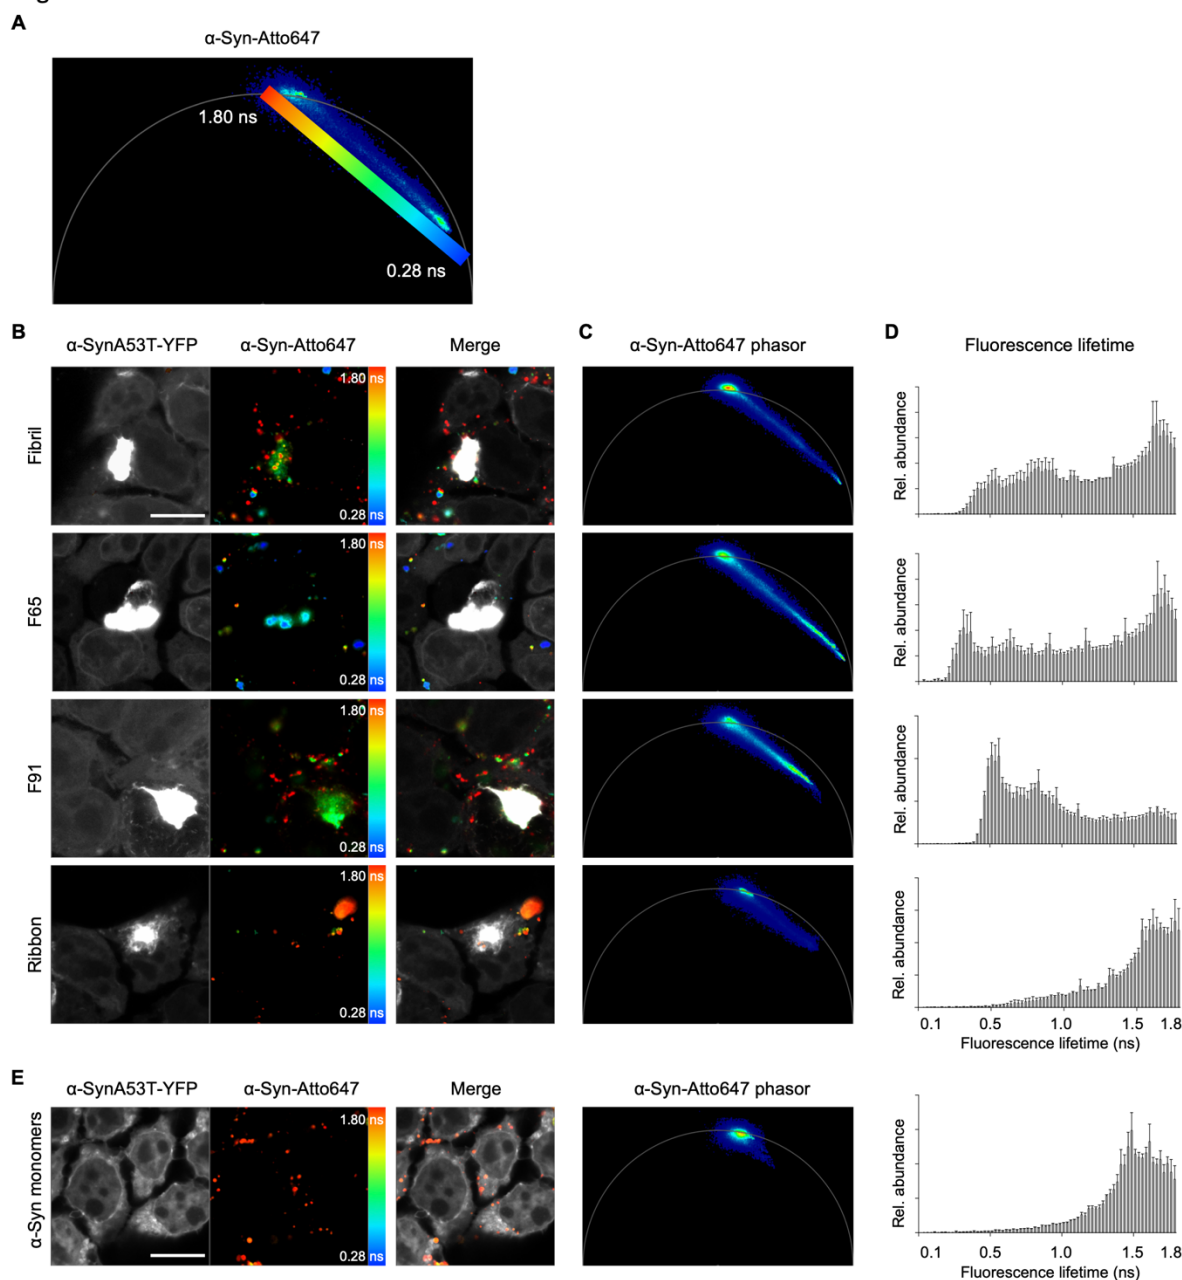 A
α-Syn-Atto647
1.80 ns
0.28 ns
B
α-SynA53T-YFP
α-Syn-Atto647
Merge
C
α-Syn-Atto647 phasor
D
Fluorescence lifetime
Fibril
1.80 ns
0.28 ns
Rel. abundance
F65
1.80 ns
0.28 ns
Rel. abundance
F91
1.80 ns
0.28 ns
Rel. abundance
Ribbon
1.80 ns
0.28 ns
Rel. abundance
0.1 0.5 1.0 1.5 1.8
Fluorescence lifetime (ns)
E
α-SynA53T-YFP
α-Syn-Atto647
Merge
α-Syn-Atto647 phasor
α-Syn monomers
1.80 ns
0.28 ns
Rel. abundance
0.1 0.5 1.0 1.5 1.8
Fluorescence lifetime (ns)